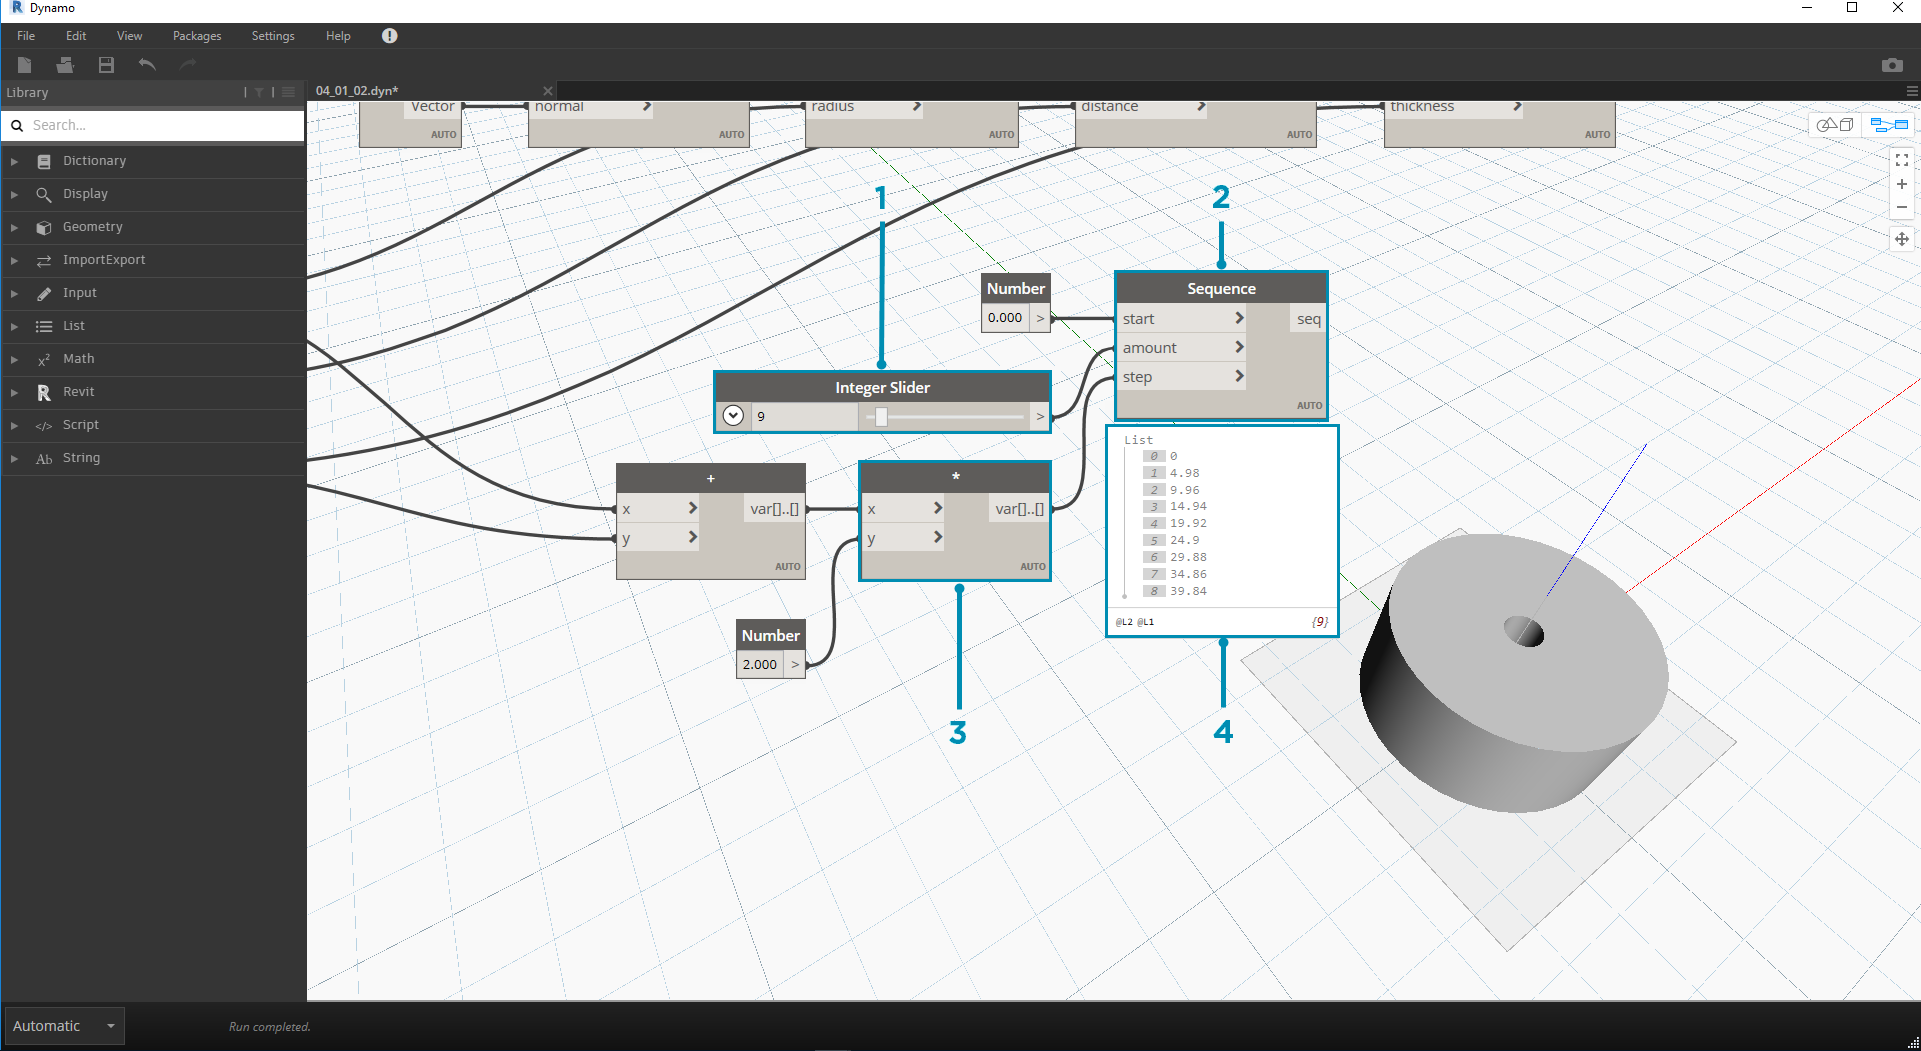 Dynamo
File Edit View Packages Settings Help
Library
04_01_02.dyn*
Search...
Dictionary
Display
Geometry
ImportExport
Input
List
Math
Revit
Script
Ab String
Vector
AUTO
normal
AUTO
radius
AUTO
distance
AUTO
thickness
AUTO
1
2
Number
0.000 >
Sequence
start > seq
amount >
step >
AUTO
Integer Slider
9 >
+
x > var[]..[]
y >
AUTO
*
x > var[]..[]
y >
AUTO
Number
2.000 >
List
0 0
1 4.98
2 9.96
3 14.94
4 19.92
5 24.9
6 29.88
7 34.86
8 39.84
@L2 @L1 {9}
3
4
Automatic
Run completed.